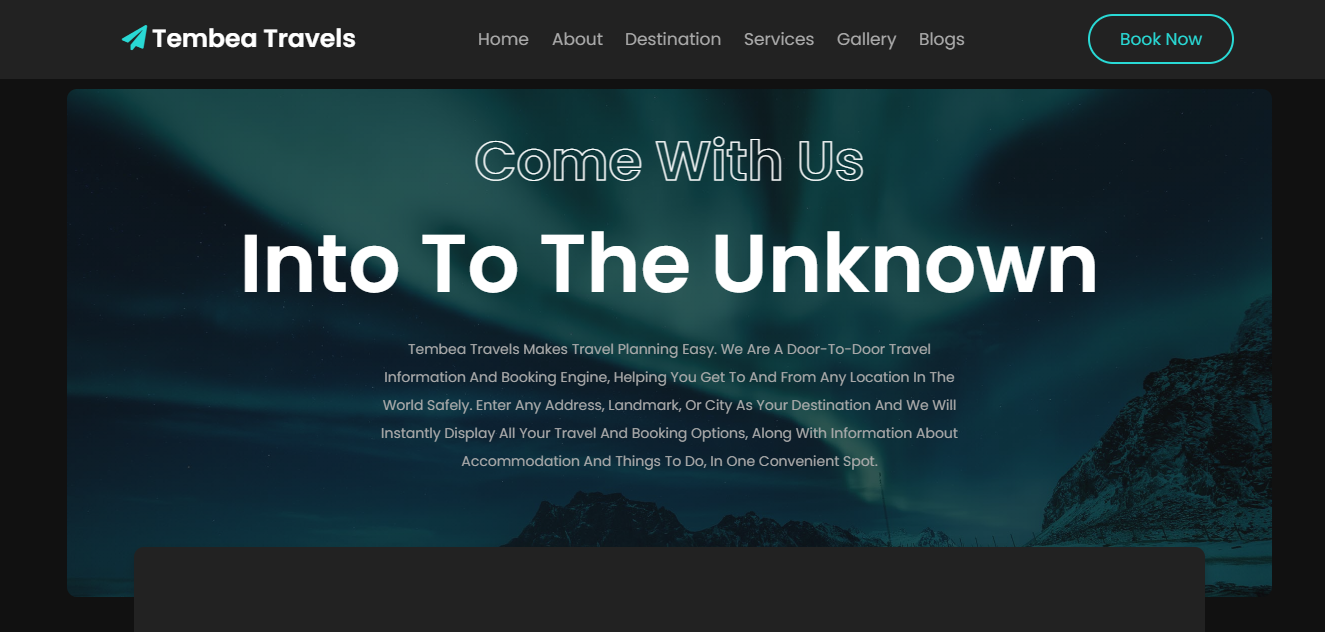 Tembea Travels
Home About Destination Services Gallery Blogs
Book Now
Come With Us
Into To The Unknown
Tembea Travels Makes Travel Planning Easy. We Are A Door-To-Door Travel
Information And Booking Engine, Helping You Get To And From Any Location In The
World Safely. Enter Any Address, Landmark, Or City As Your Destination And We Will
Instantly Display All Your Travel And Booking Options, Along With Information About
Accommodation And Things To Do, In One Convenient Spot.